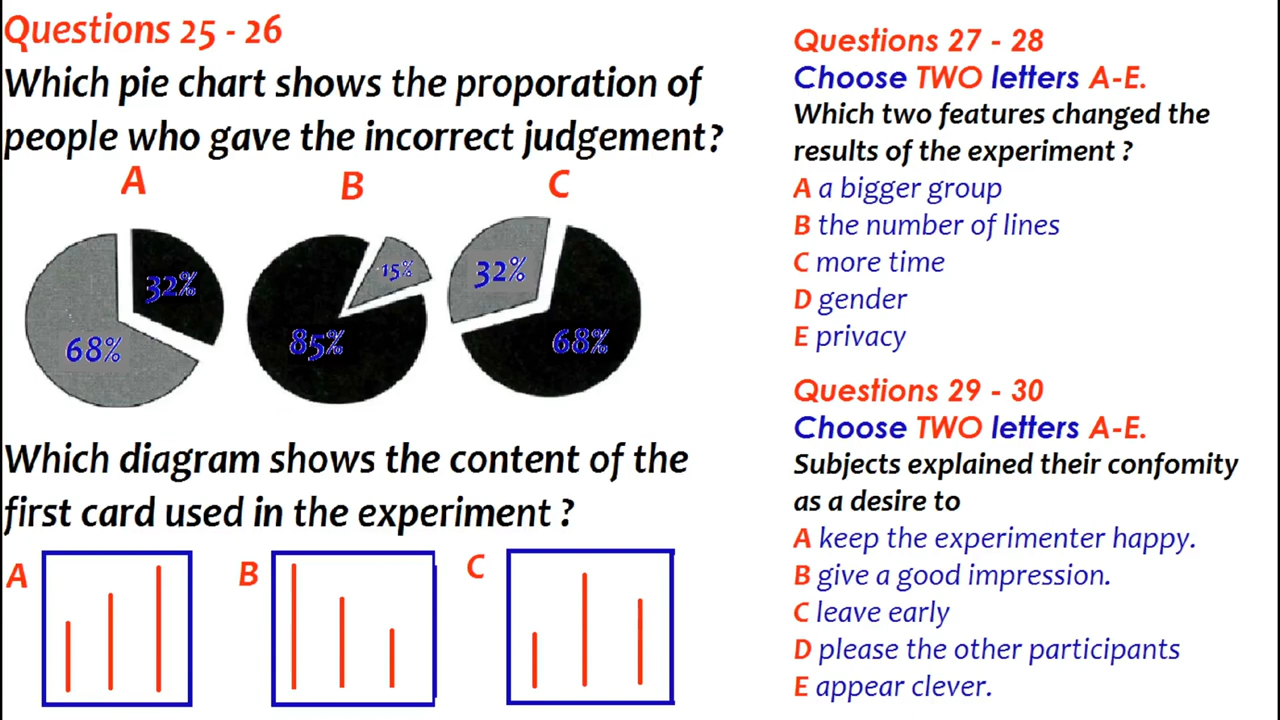 Questions 25 - 26
Which pie chart shows the proporation of
people who gave the incorrect judgement?
A
B
C
32%
68%
15%
85%
32%
68%
Which diagram shows the content of the
first card used in the experiment ?
A
B
C
Questions 27 - 28
Choose TWO letters A-E.
Which two features changed the
results of the experiment ?
A a bigger group
B the number of lines
C more time
D gender
E privacy
Questions 29 - 30
Choose TWO letters A-E.
Subjects explained their confomity
as a desire to
A keep the experimenter happy.
B give a good impression.
C leave early
D please the other participants
E appear clever.